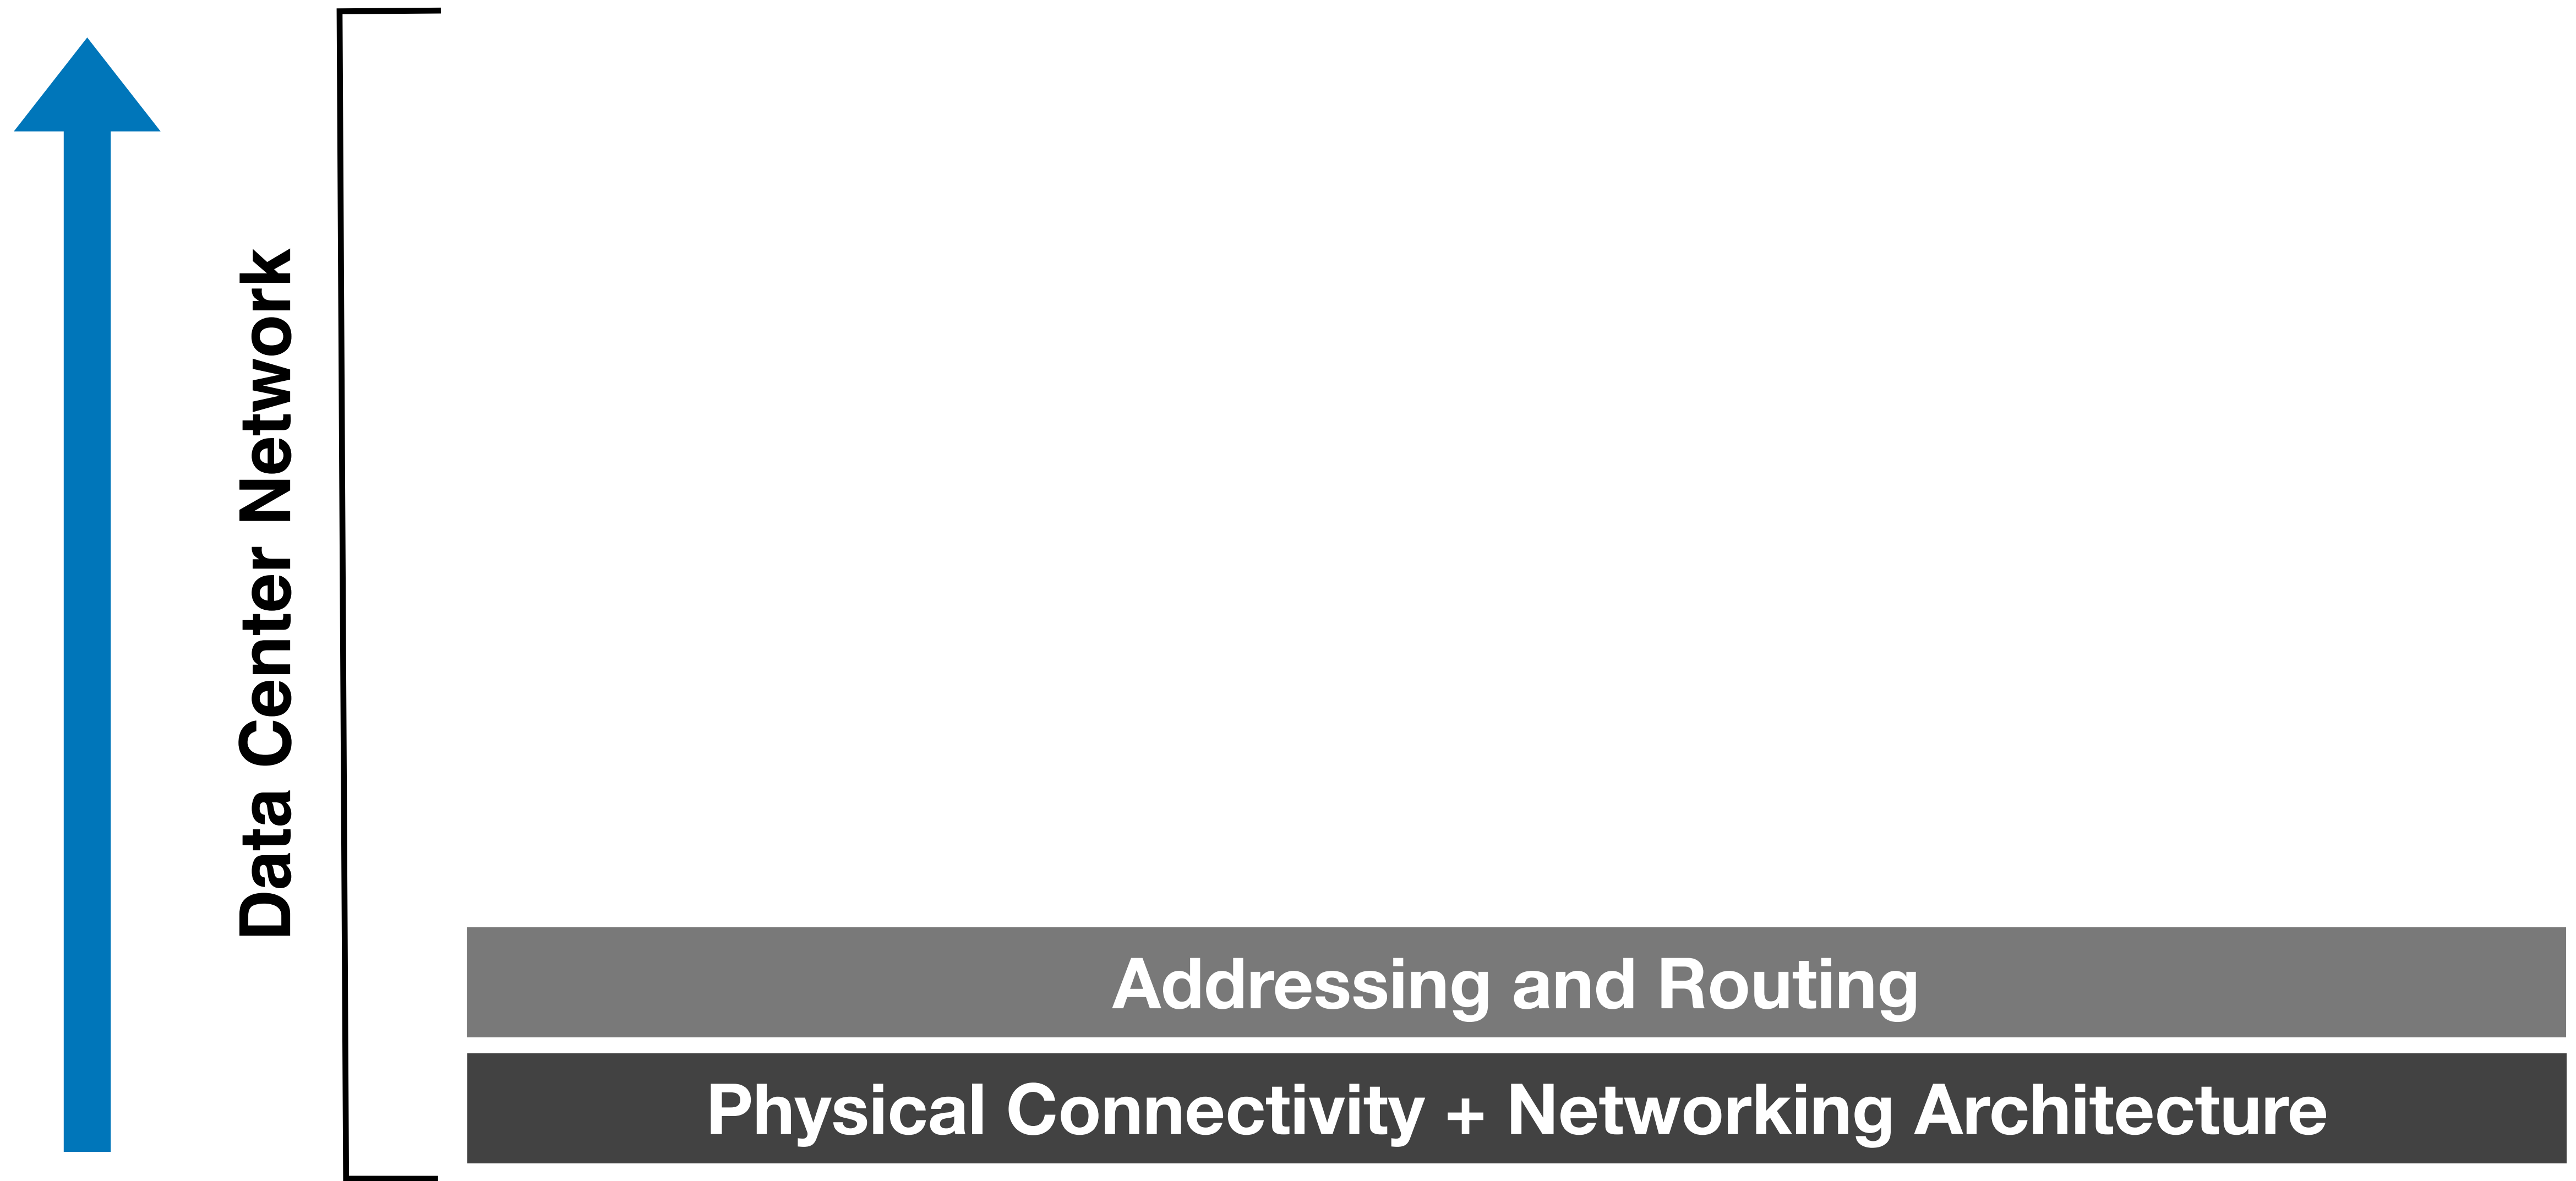 Data Center Network
Addressing and Routing
Physical Connectivity + Networking Architecture